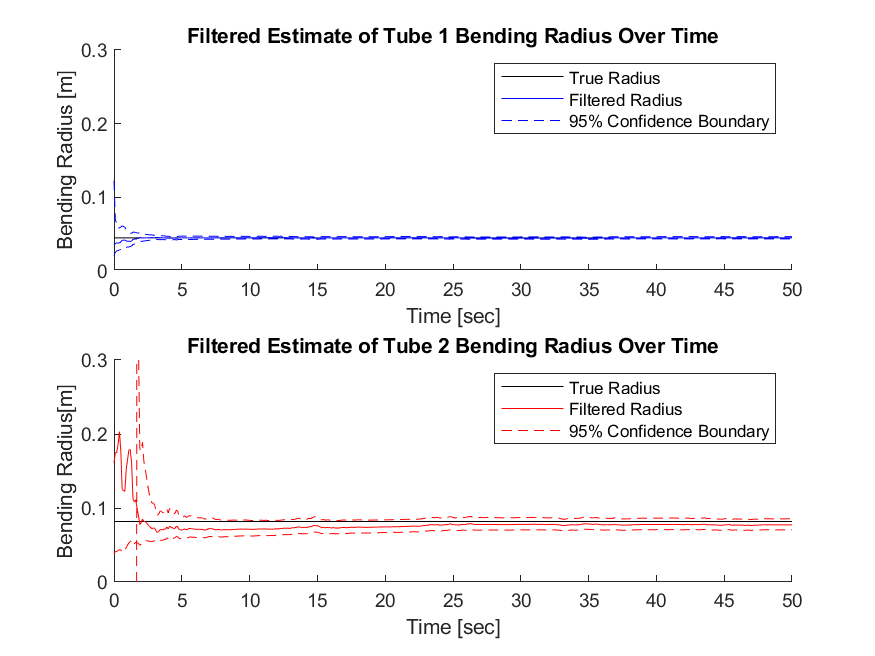 Filtered Estimate of Tube 1 Bending Radius Over Time
0.3
0.2
0.1
0
Bending Radius [m]
True Radius
Filtered Radius
95% Confidence Boundary
0 5 10 15 20 25 30 35 40 45 50
Time [sec]
Filtered Estimate of Tube 2 Bending Radius Over Time
0.3
0.2
0.1
0
Bending Radius[m]
True Radius
Filtered Radius
95% Confidence Boundary
0 5 10 15 20 25 30 35 40 45 50
Time [sec]